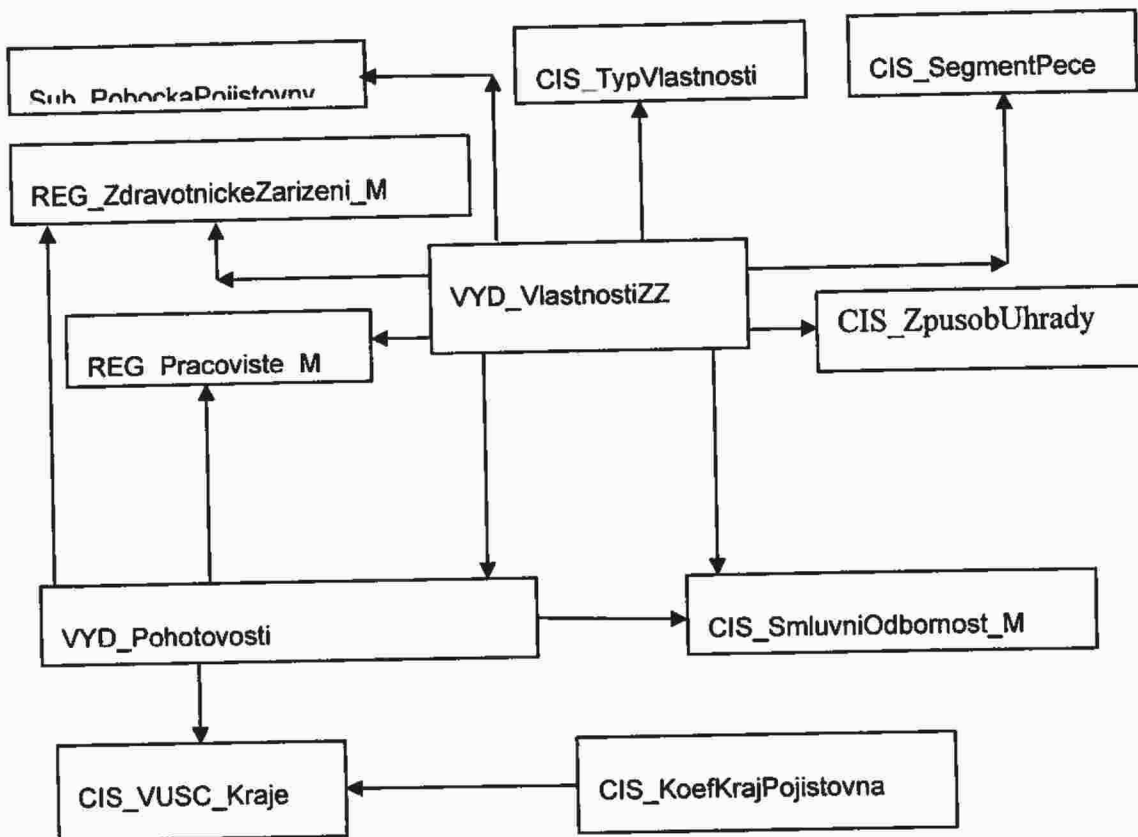 CIS_TypVlastnosti
CIS_SegmentPece
Sub_PobockaPojistovny
REG_ZdravotnickeZarizeni_M
VYD_VlastnostiZZ
CIS_ZpusobUhrady
REG_Pracoviste_M
VYD_Pohotovosti
CIS_SmluvniOdbornost_M
CIS_VUSC_Kraje
CIS_KoefKrajPojistovna